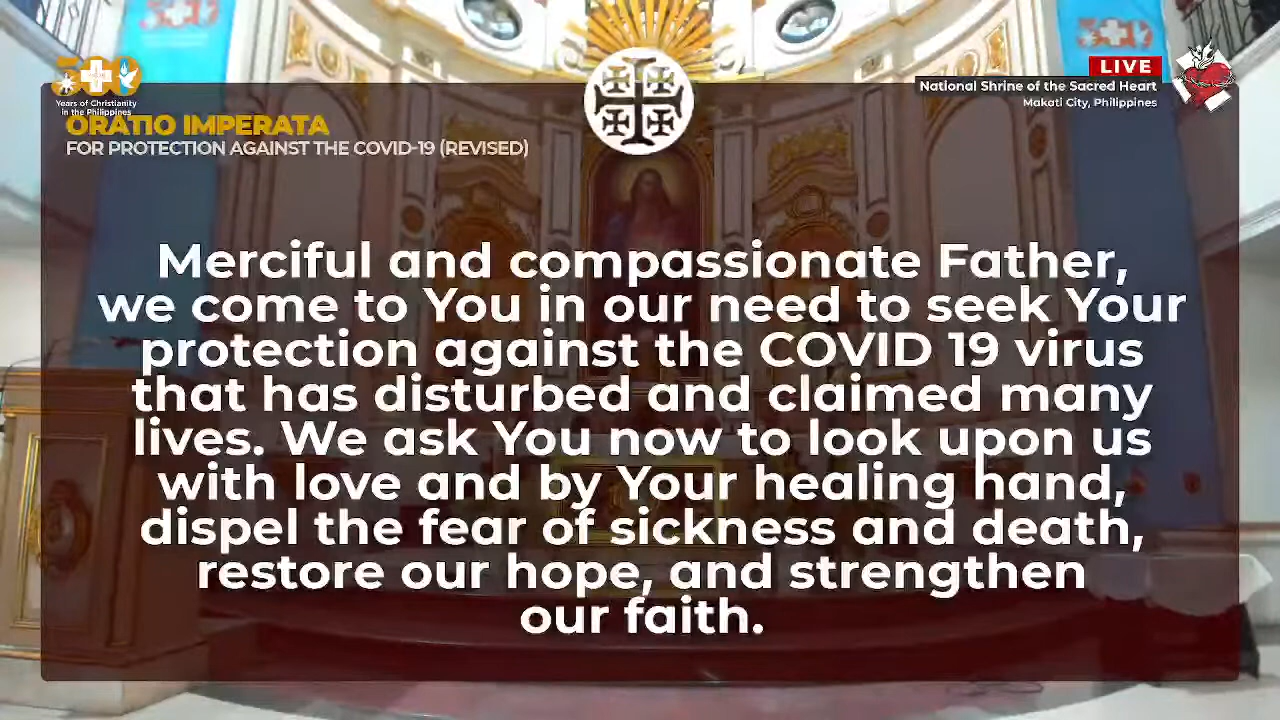 500
Years of Christianity
in the Philippines
LIVE
National Shrine of the Sacred Heart
Makati City, Philippines
ORATIO IMPERATA
FOR PROTECTION AGAINST THE COVID-19 (REVISED)
Merciful and compassionate Father,
we come to You in our need to seek Your
protection against the COVID 19 virus
that has disturbed and claimed many
lives. We ask You now to look upon us
with love and by Your healing hand,
dispel the fear of sickness and death,
restore our hope, and strengthen
our faith.